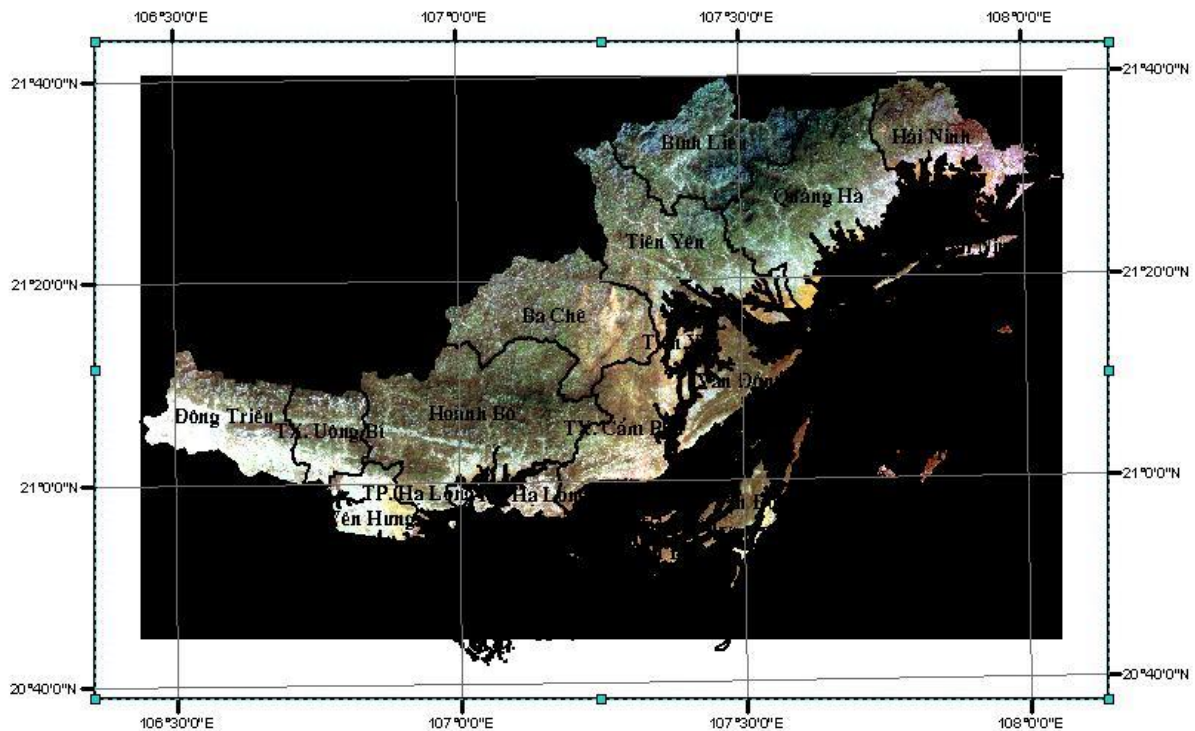 106°30'0"E
107°0'0"E
107°30'0"E
108°0'0"E
21°40'0"N
21°40'0"N
Bình Liêu
Hải Ninh
Quảng Hà
Tiên Yên
21°20'0"N
21°20'0"N
Ba Chẽ
Vân Đồn
Đông Triều
TX. Uông Bí
Hoành Bồ
TX. Cẩm P
21°0'0"N
21°0'0"N
TP. Hạ Long
Hạ Lon
Yên Hưng
20°40'0"N
20°40'0"N
106°30'0"E
107°0'0"E
107°30'0"E
108°0'0"E